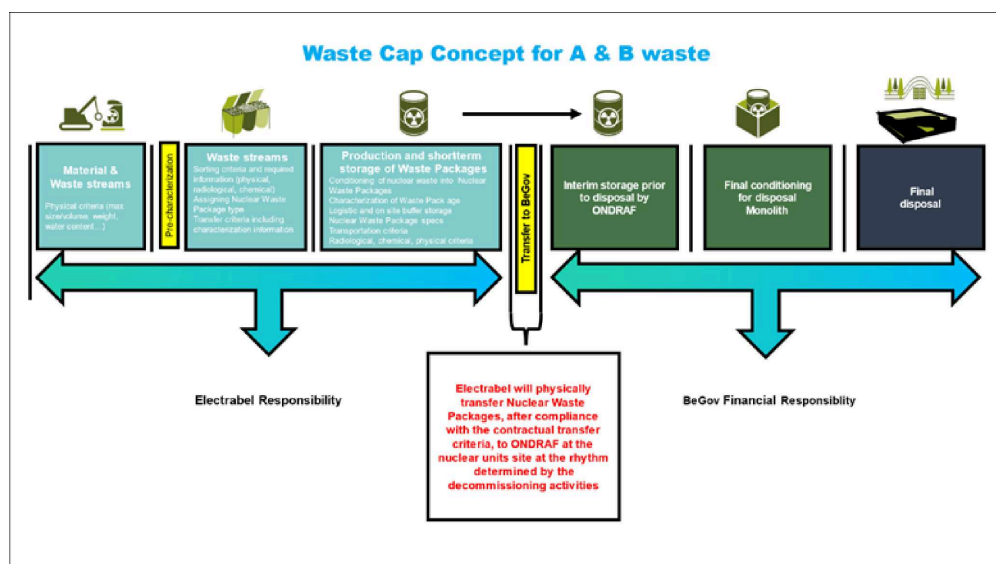 Waste Cap Concept for A & B waste
Material &
Waste streams
Physical criteria (max
size/volume, weight,
water content…)
Pre-characterization
Waste streams
Sorting criteria and required
information (physical,
radiological, chemical)
Assigning Nuclear Waste
Package type
Transfer criteria including
characterization information
Production and shortterm
storage of Waste Packages
Conditioning of nuclear waste into Nuclear
Waste Packages
Characterization of Waste Package
Logistic and on site buffer storage
Nuclear Waste Package specs
Transportation criteria
Radiological, chemical, physical criteria
Transfer to BeGov
Interim storage prior
to disposal by
ONDRAF
Final conditioning
for disposal
Monolith
Final
disposal
Electrabel Responsibility
Electrabel will physically
transfer Nuclear Waste
Packages, after compliance
with the contractual transfer
criteria, to ONDRAF at the
nuclear units site at the rhythm
determined by the
decommissioning activities
BeGov Financial Responsiblity